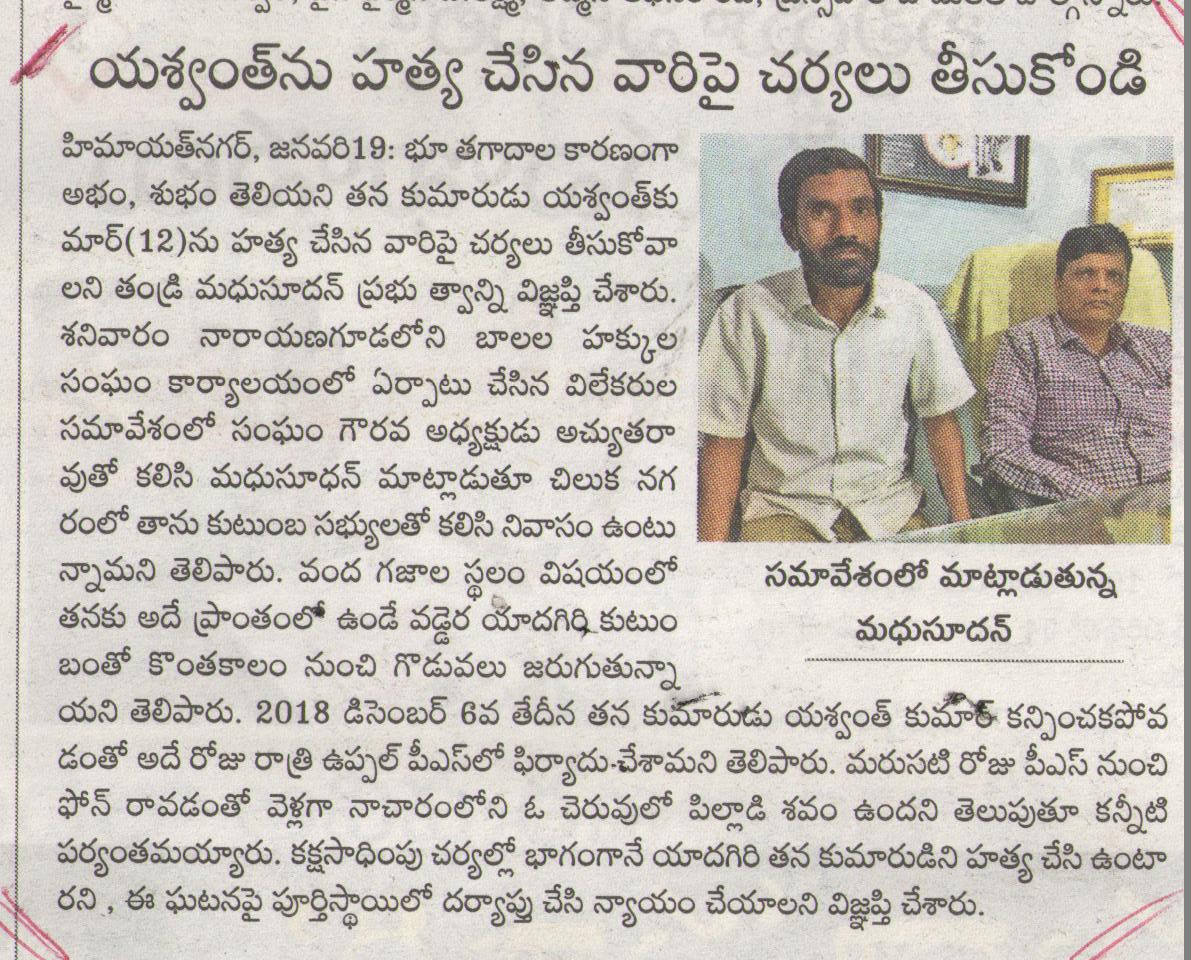 యశ్వంత్‌ను హత్య చేసిన వారిపై చర్యలు తీసుకోండి
హిమాయత్‌నగర్, జనవరి19: భూ తగాదాల కారణంగా
అభం, శుభం తెలియని తన కుమారుడు యశ్వంత్‌కు
మార్(12)ను హత్య చేసిన వారిపై చర్యలు తీసుకోవా
లని తండ్రి మధుసూదన్ ప్రభు త్వాన్ని విజ్ఞప్తి చేశారు.
శనివారం నారాయణగూడలోని బాలల హక్కుల
సంఘం కార్యాలయంలో ఏర్పాటు చేసిన విలేకరుల
సమావేశంలో సంఘం గౌరవ అధ్యక్షుడు అచ్యుతరా
వుతో కలిసి మధుసూధన్ మాట్లాడుతూ చిలుక నగ
రంలో తాను కుటుంబ సభ్యులతో కలిసి నివాసం ఉంటు
న్నామని తెలిపారు. వంద గజాల స్థలం విషయంలో
తనకు అదే ప్రాంతంలో ఉండే వడ్డెర యాదగిరి కుటుం
బంతో కొంతకాలం నుంచి గొడువలు జరుగుతున్నా
యని తెలిపారు. 2018 డిసెంబర్ 6వ తేదీన తన కుమారుడు యశ్వంత్ కుమార్ కన్పించకపోవ
డంతో అదే రోజు రాత్రి ఉప్పల్ పీఎస్‌లో ఫిర్యాదు చేశామని తెలిపారు. మరుసటి రోజు పీఎస్ నుంచి
ఫోన్ రావడంతో వెళ్లగా నాచారంలోని ఓ చెరువులో పిల్లాడి శవం ఉందని తెలుపుతూ కన్నీటి
పర్యంతమయ్యారు. కక్షసాధింపు చర్యల్లో భాగంగానే యాదగిరి తన కుమారుడిని హత్య చేసి ఉంటా
రని , ఈ ఘటనపై పూర్తిస్థాయిలో దర్యాప్తు చేసి న్యాయం చేయాలని విజ్ఞప్తి చేశారు.
సమావేశంలో మాట్లాడుతున్న
మధుసూదన్